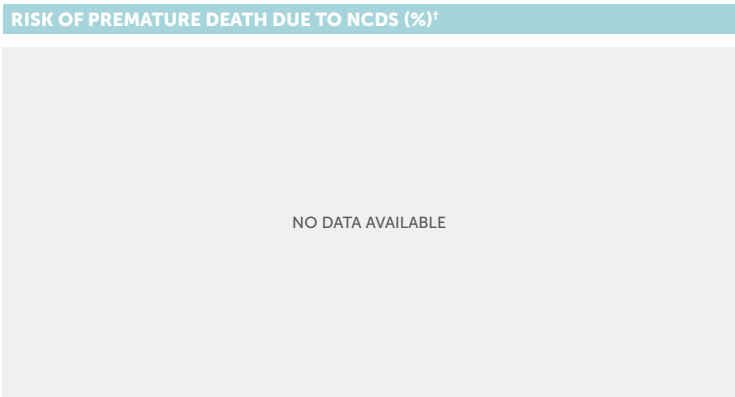 RISK OF PREMATURE DEATH DUE TO NCDS (%)†
NO DATA AVAILABLE